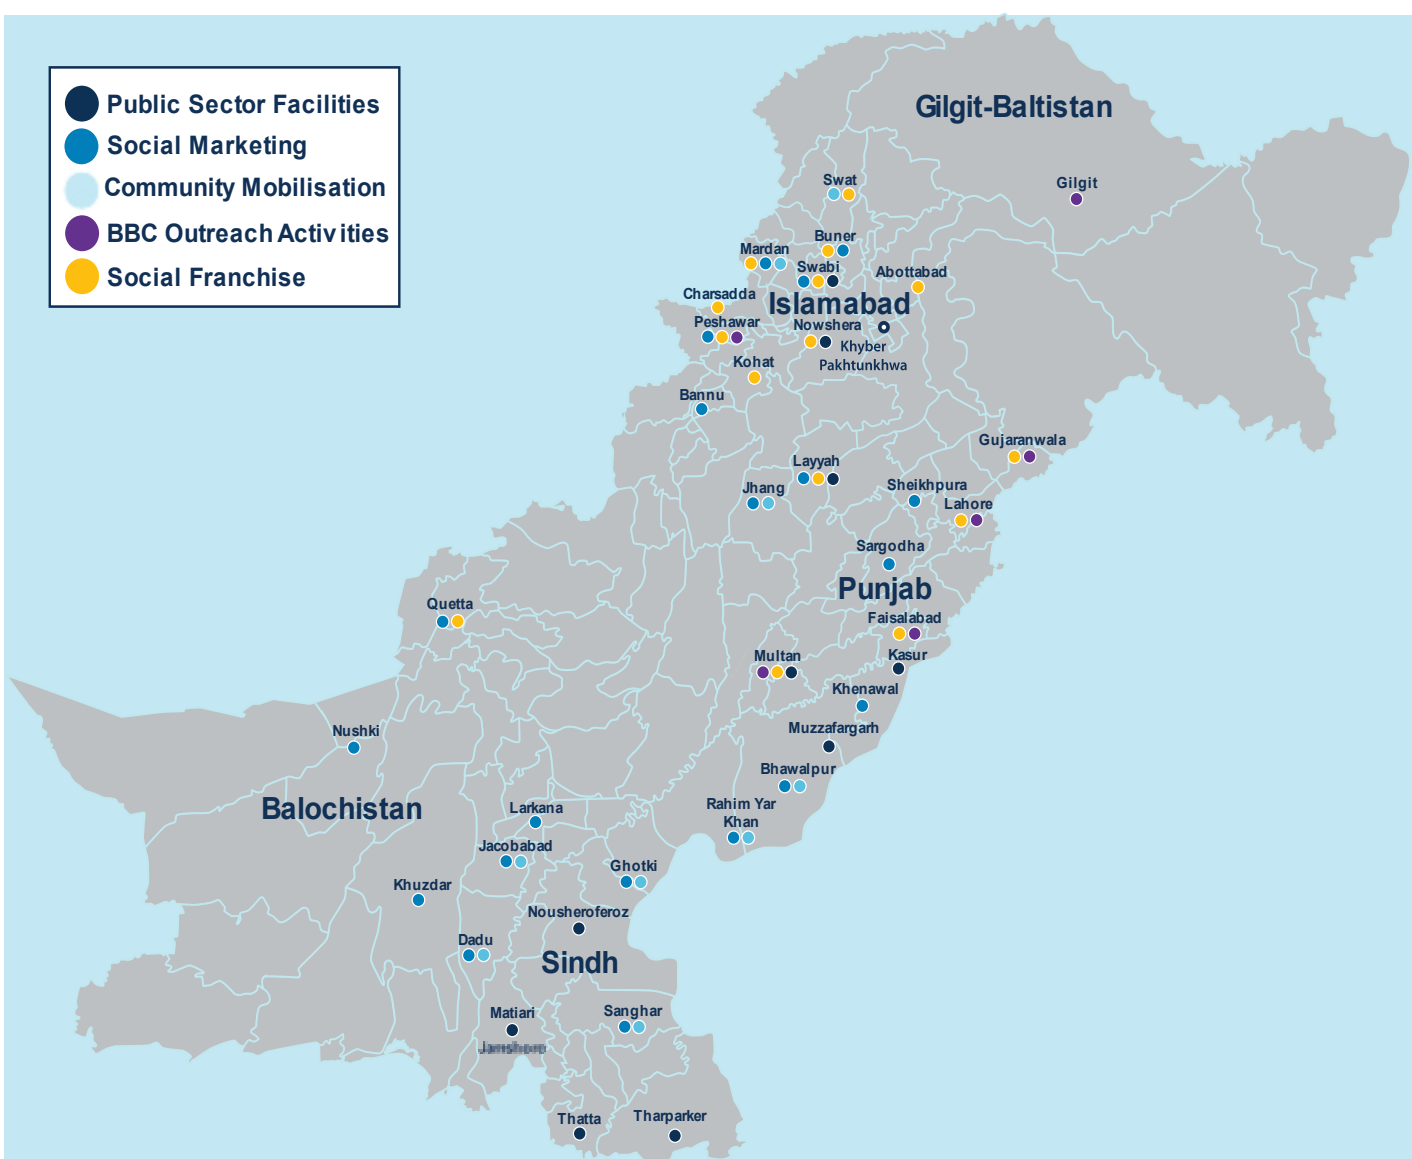 Public Sector Facilities
Social Marketing
Community Mobilisation
BBC Outreach Activities
Social Franchise
Gilgit-Baltistan
Swat
Gilgit
Buner
Mardan
Swabi
Abottabad
Charsadda
Islamabad
Peshawar
Nowshera
Khyber
Pakhtunkhwa
Kohat
Bannu
Gujaranwala
Layyah
Jhang
Sheikhpura
Lahore
Sargodha
Punjab
Quetta
Faisalabad
Multan
Kasur
Khenawal
Nushki
Muzzafargarh
Bhawalpur
Balochistan
Larkana
Rahim Yar
Khan
Jacobabad
Ghotki
Khuzdar
Nousheroferoz
Dadu
Sindh
Matiari
Sanghar
Jamshoro
Thatta
Tharparker